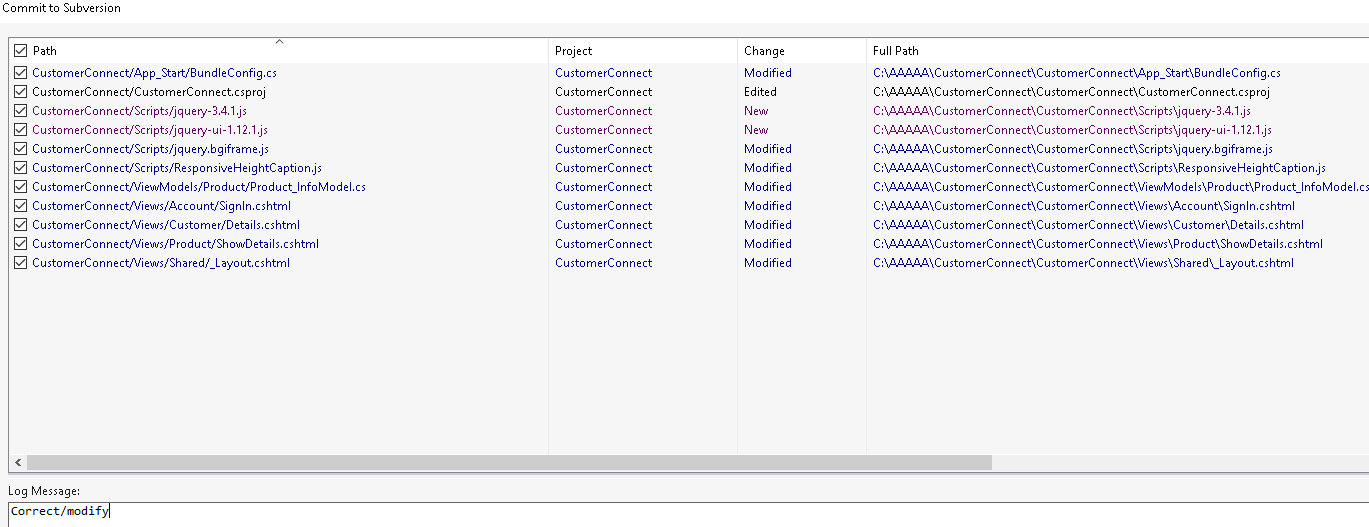 Commit to Subversion
Path Project Change Full Path
CustomerConnect/App_Start/BundleConfig.cs CustomerConnect Modified C:\AAAAA\CustomerConnect\CustomerConnect\App_Start\BundleConfig.cs
CustomerConnect/CustomerConnect.csproj CustomerConnect Edited C:\AAAAA\CustomerConnect\CustomerConnect\CustomerConnect.csproj
CustomerConnect/Scripts/jquery-3.4.1.js CustomerConnect New C:\AAAAA\CustomerConnect\CustomerConnect\Scripts\jquery-3.4.1.js
CustomerConnect/Scripts/jquery-ui-1.12.1.js CustomerConnect New C:\AAAAA\CustomerConnect\CustomerConnect\Scripts\jquery-ui-1.12.1.js
CustomerConnect/Scripts/jquery.bgiframe.js CustomerConnect Modified C:\AAAAA\CustomerConnect\CustomerConnect\Scripts\jquery.bgiframe.js
CustomerConnect/Scripts/ResponsiveHeightCaption.js CustomerConnect Modified C:\AAAAA\CustomerConnect\CustomerConnect\Scripts\ResponsiveHeightCaption.js
CustomerConnect/ViewModels/Product/Product_InfoModel.cs CustomerConnect Modified C:\AAAAA\CustomerConnect\CustomerConnect\ViewModels\Product\Product_InfoModel.cs
CustomerConnect/Views/Account/SignIn.cshtml CustomerConnect Modified C:\AAAAA\CustomerConnect\CustomerConnect\Views\Account\SignIn.cshtml
CustomerConnect/Views/Customer/Details.cshtml CustomerConnect Modified C:\AAAAA\CustomerConnect\CustomerConnect\Views\Customer\Details.cshtml
CustomerConnect/Views/Product/ShowDetails.cshtml CustomerConnect Modified C:\AAAAA\CustomerConnect\CustomerConnect\Views\Product\ShowDetails.cshtml
CustomerConnect/Views/Shared/_Layout.cshtml CustomerConnect Modified C:\AAAAA\CustomerConnect\CustomerConnect\Views\Shared\_Layout.cshtml
Log Message:
Correct/modify